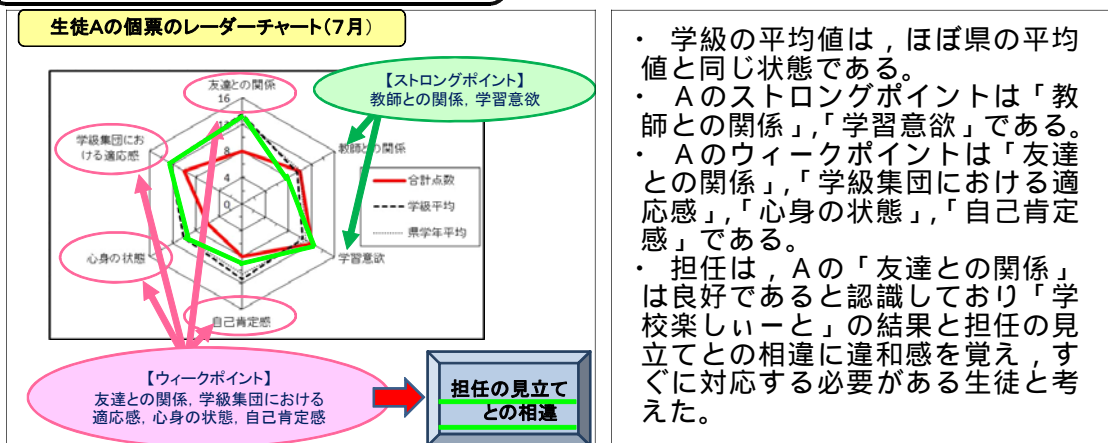 生徒Aの個票のレーダーチャート(7月)
友達との関係
16
12
8
4
0
教師との関係
学習意欲
自己肯定感
心身の状態
学級集団にお
ける適応感
合計点数
学級平均
県学年平均
【ストロングポイント】
教師との関係, 学習意欲
【ウィークポイント】
友達との関係, 学級集団における
適応感, 心身の状態, 自己肯定感
担任の見立て
との相違
・ 学級の平均値は,ほぼ県の平均
値と同じ状態である。
・ Aのストロングポイントは「教
師との関係」,「学習意欲」である。
・ Aのウィークポイントは「友達
との関係」,「学級集団における適
応感」,「心身の状態」,「自己肯定
感」である。
・ 担任は,Aの「友達との関係」
は良好であると認識しており「学
校楽しぃーと」の結果と担任の見
立てとの相違に違和感を覚え,す
ぐに対応する必要がある生徒と考
えた。